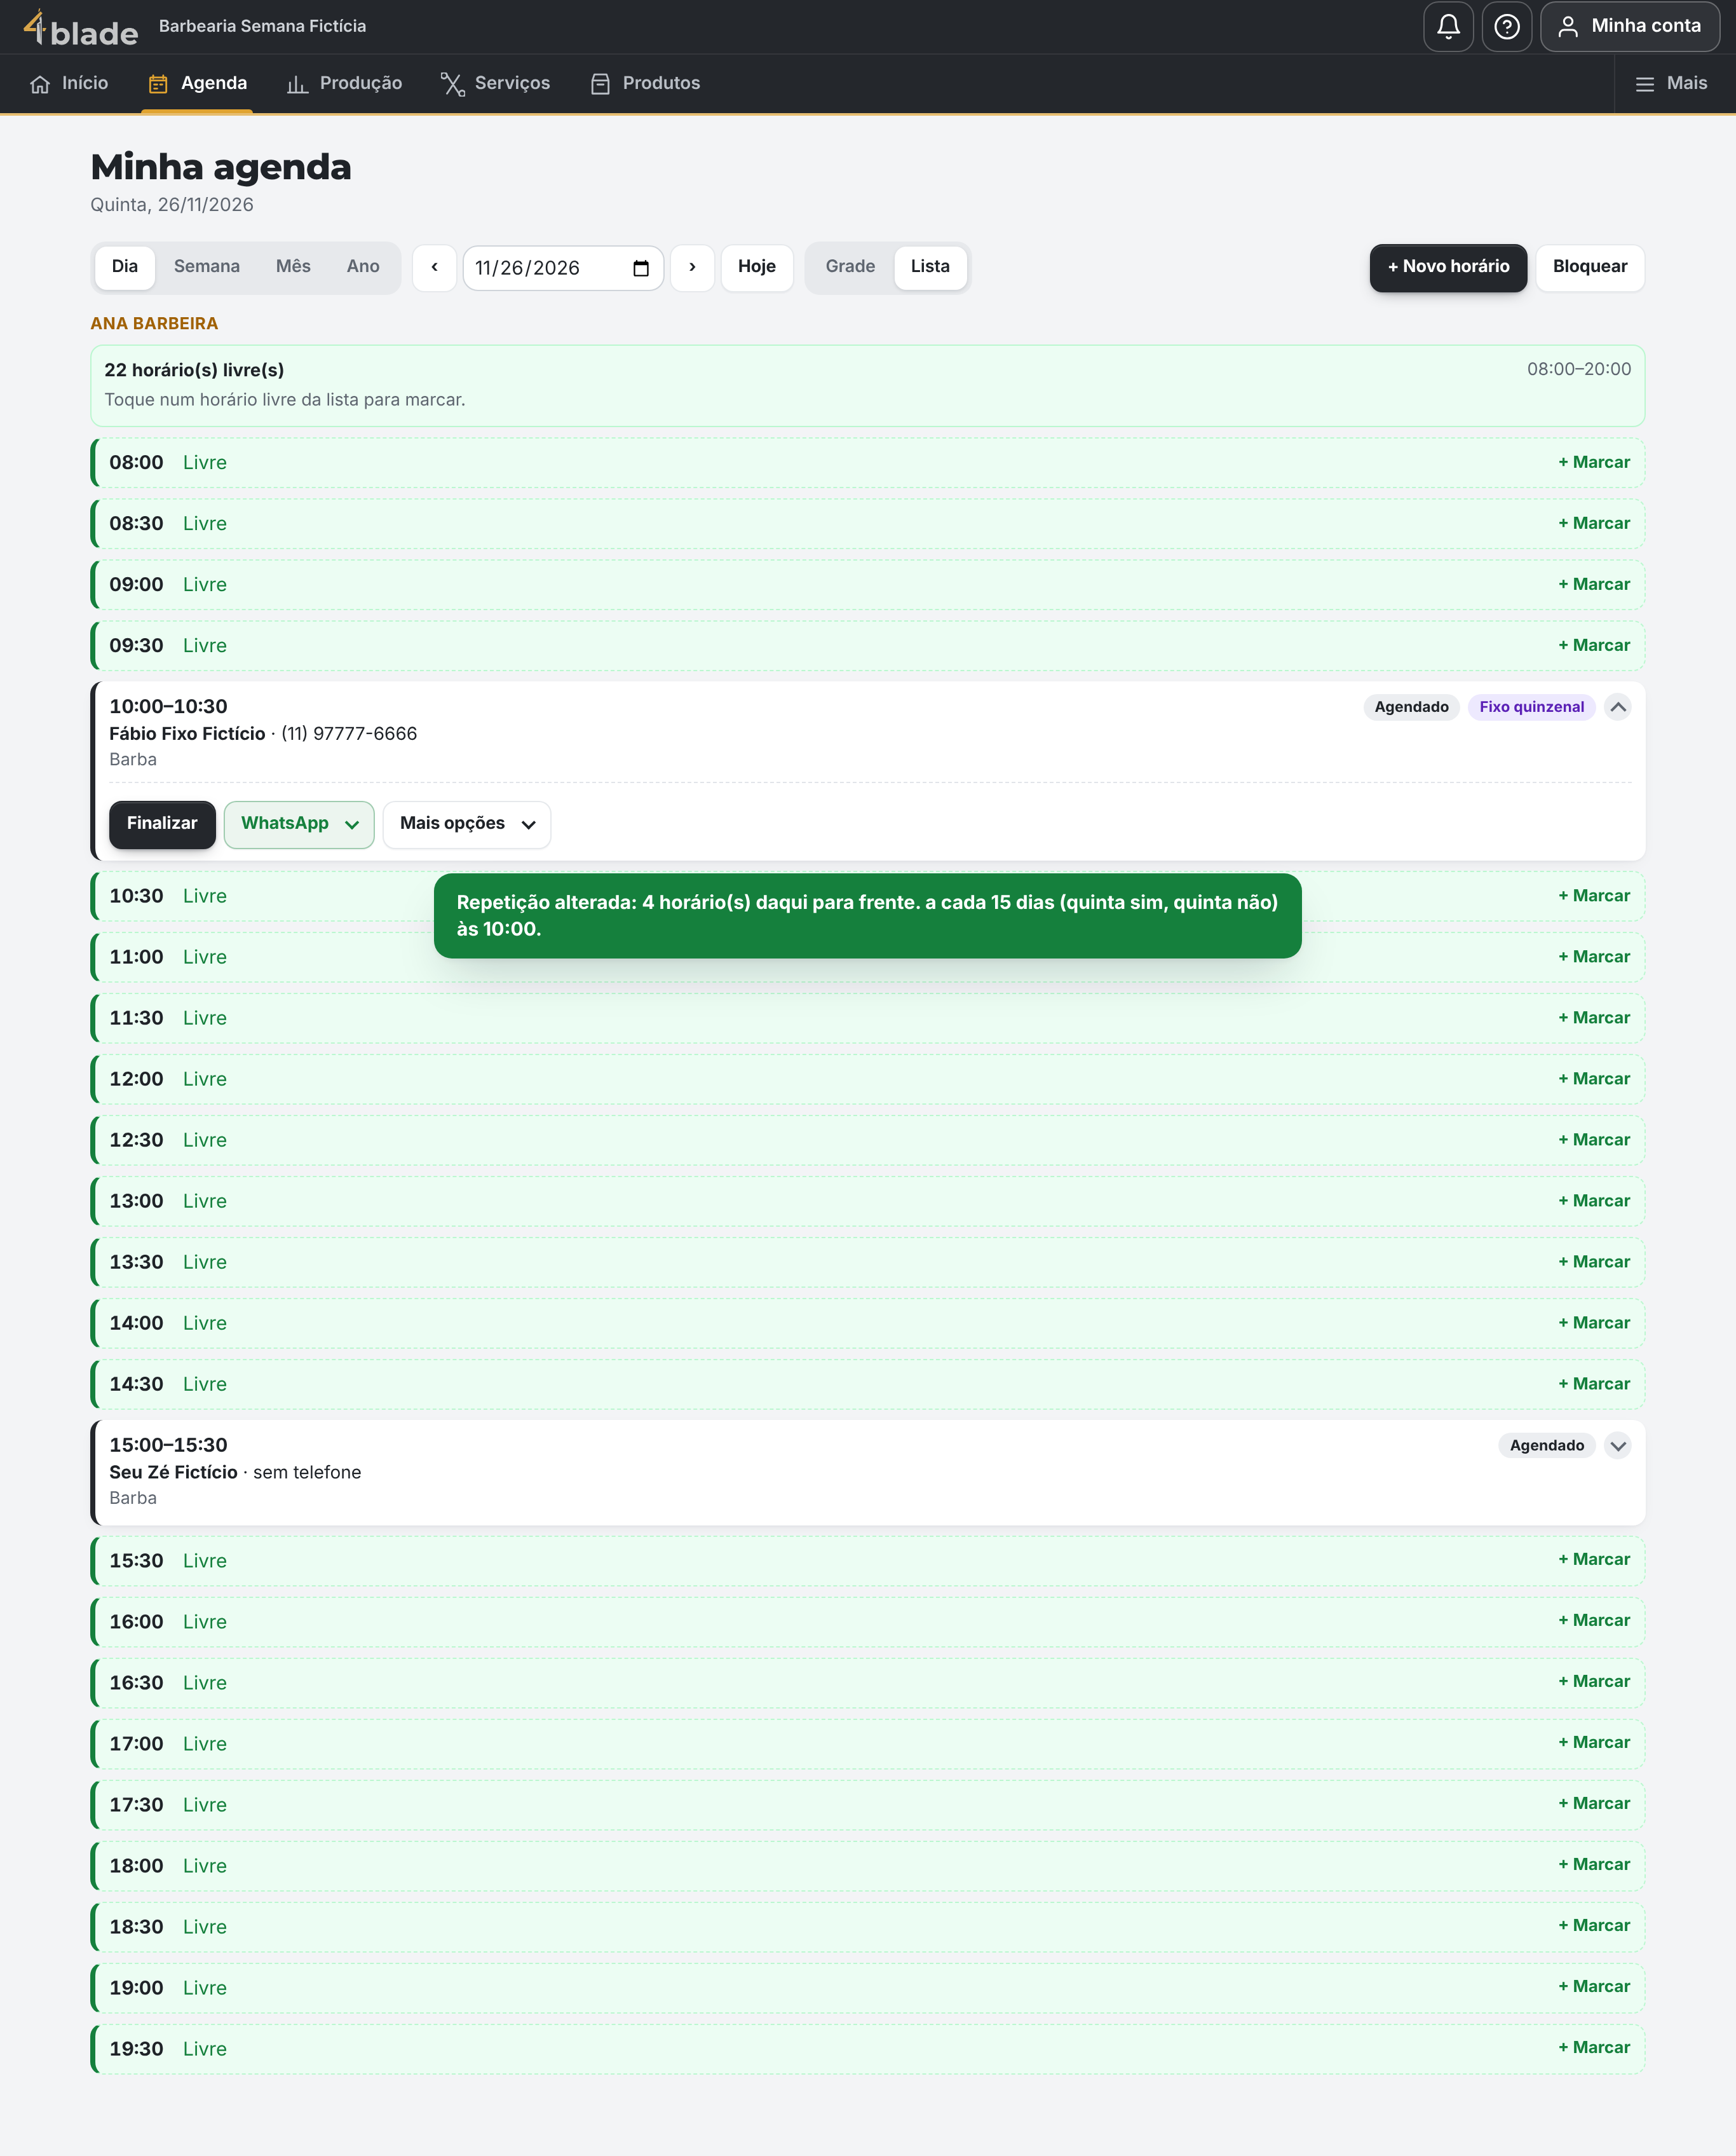 4blade
Barbearia Semana Fictícia
Minha conta
Início
Agenda
Produção
Serviços
Produtos
Mais
Minha agenda
Quinta, 26/11/2026
Dia
Semana
Mês
Ano
‹
11/26/2026
›
Hoje
Grade
Lista
+ Novo horário
Bloquear
ANA BARBEIRA
22 horário(s) livre(s)
08:00–20:00
Toque num horário livre da lista para marcar.
08:00 Livre + Marcar
08:30 Livre + Marcar
09:00 Livre + Marcar
09:30 Livre + Marcar
10:00–10:30
Agendado
Fixo quinzenal
Fábio Fixo Fictício · (11) 97777-6666
Barba
Finalizar
WhatsApp
Mais opções
10:30 Livre + Marcar
Repetição alterada: 4 horário(s) daqui para frente. a cada 15 dias (quinta sim, quinta não)
às 10:00.
11:00 Livre + Marcar
11:30 Livre + Marcar
12:00 Livre + Marcar
12:30 Livre + Marcar
13:00 Livre + Marcar
13:30 Livre + Marcar
14:00 Livre + Marcar
14:30 Livre + Marcar
15:00–15:30
Agendado
Seu Zé Fictício · sem telefone
Barba
15:30 Livre + Marcar
16:00 Livre + Marcar
16:30 Livre + Marcar
17:00 Livre + Marcar
17:30 Livre + Marcar
18:00 Livre + Marcar
18:30 Livre + Marcar
19:00 Livre + Marcar
19:30 Livre + Marcar